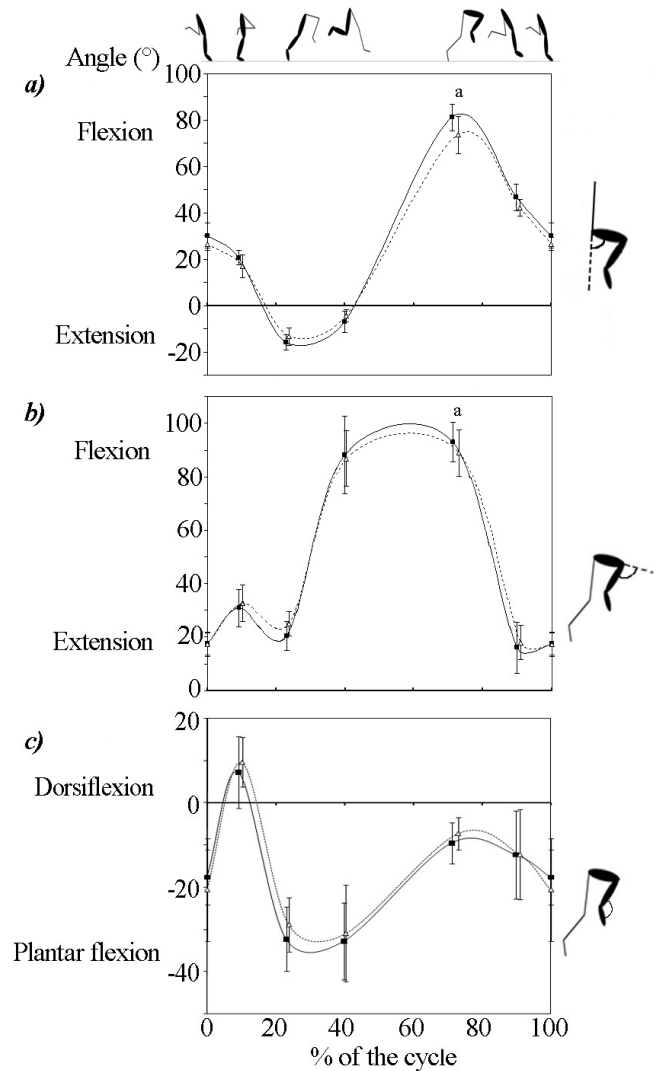 Angle (°)
a)
100
a
80
Flexion
60
40
20
0
Extension
-20
b)
100
a
Flexion
80
60
40
20
Extension
0
20
c)
Dorsiflexion
0
-20
Plantar flexion
-40
-50
0 20 40 60 80 100
% of the cycle